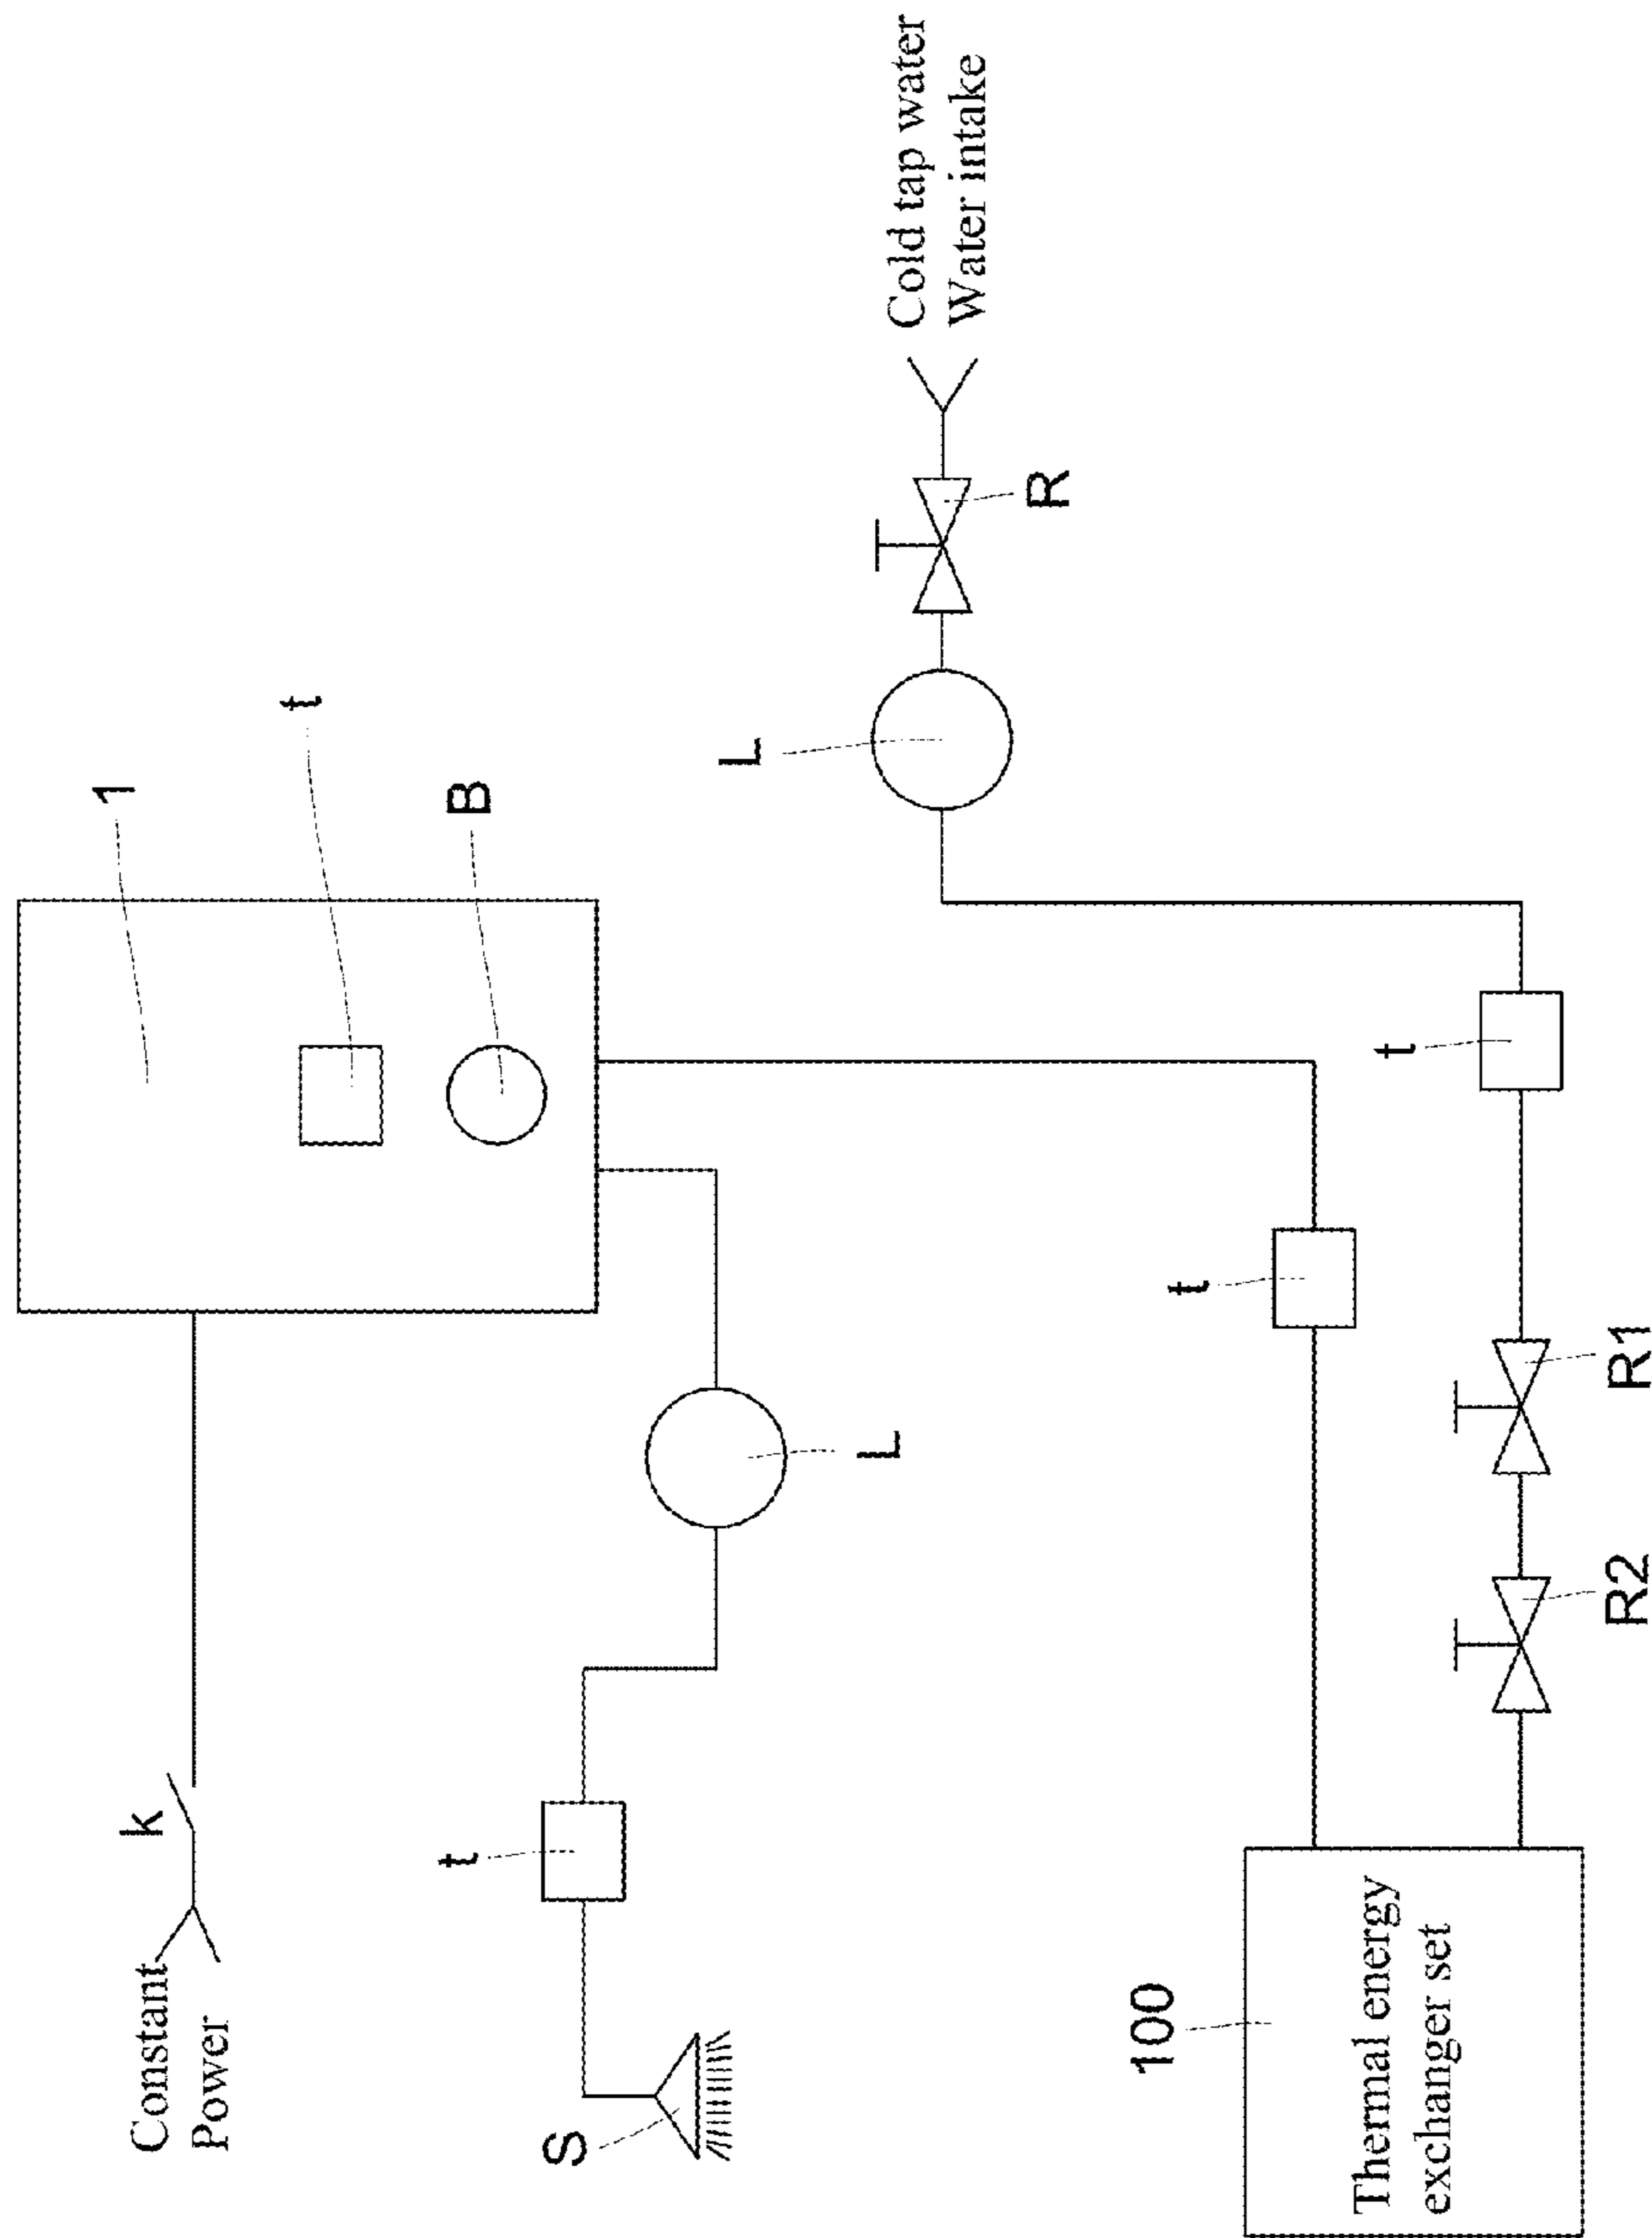 Constant
Power
k
1
t
B
S
t
L
L
R
Cold tap water
Water intake
100
Thermal energy
exchanger set
t
t
R2
R1